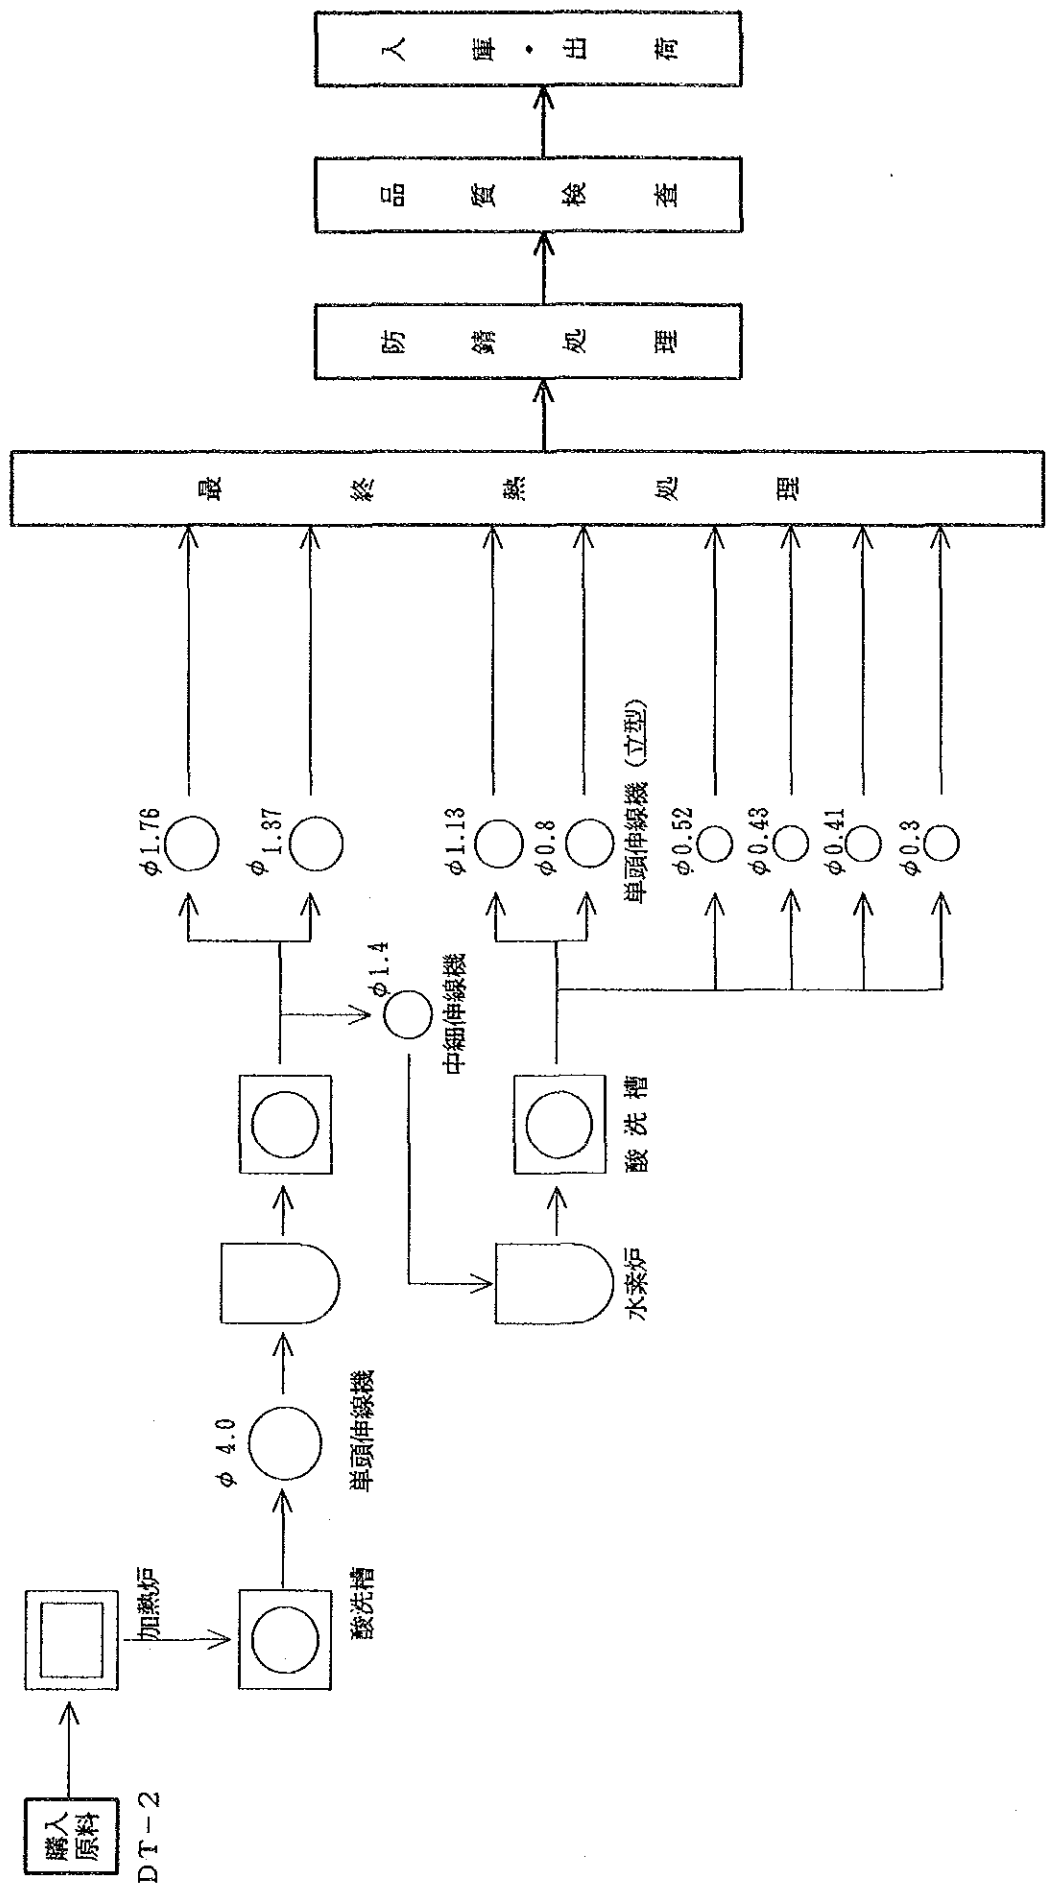 購入
原料
DT-2
加熱炉
酸洗槽
φ 4.0
単頭伸線機
φ1.4
中細伸線機
水素炉
酸 洗 槽
φ1.76
φ
1.37
φ1.13
φ0.8
単頭伸線機 (立型)
φ0.52
φ0.43
φ0.41
φ0.3
最 終 熱 処 理
防 錆 処 理
品 質 検 査
入 庫 ・ 出 荷